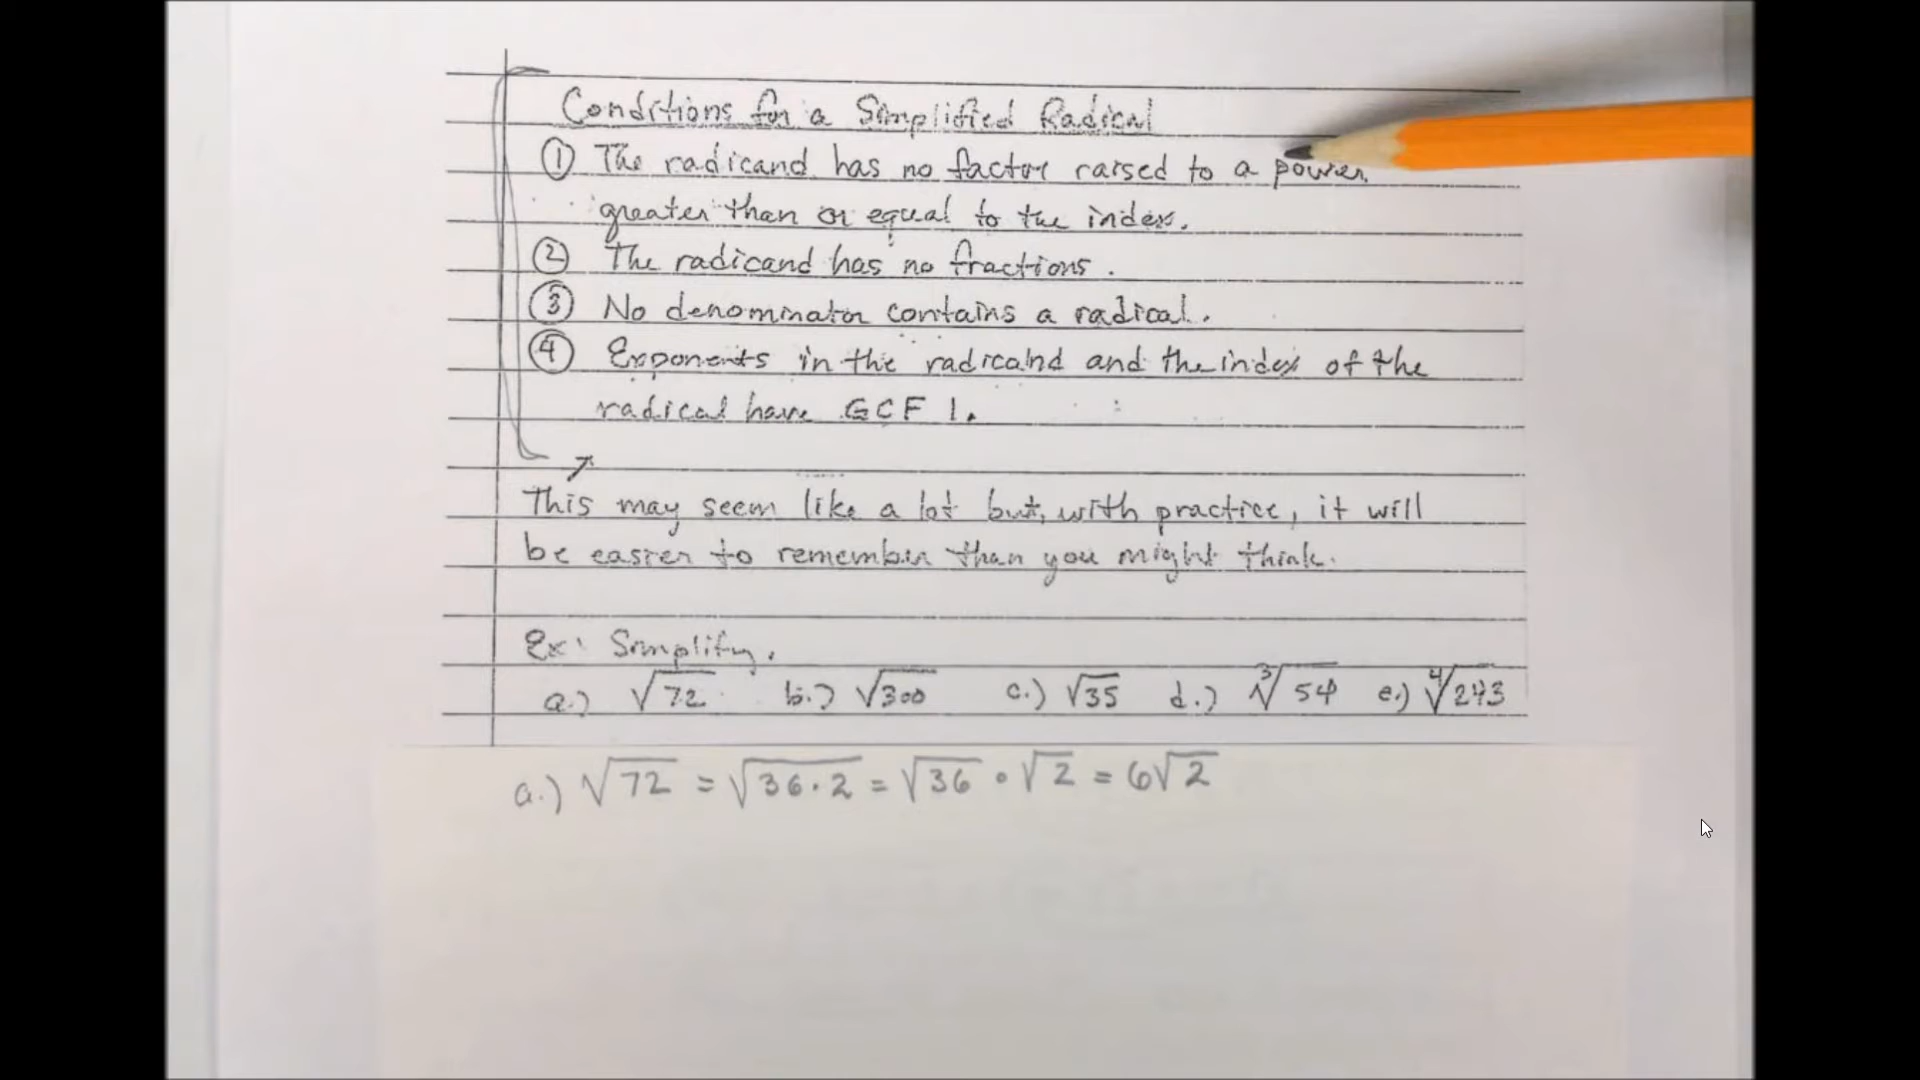 Conditions for a Simplified Radical
① The radicand has no factor raised to a power
greater than or equal to the index.
② The radicand has no fractions.
③ No denominator contains a radical.
④ Exponents in the radicand and the index of the
radical have GCF 1.
This may seem like a lot but, with practice, it will
be easier to remember than you might think.
Ex: Simplify.
a.) √72 b.) √300 c.) √35 d.) ∛54 e.) ∜243
a.) √72 = √36·2 = √36 • √2 = 6√2